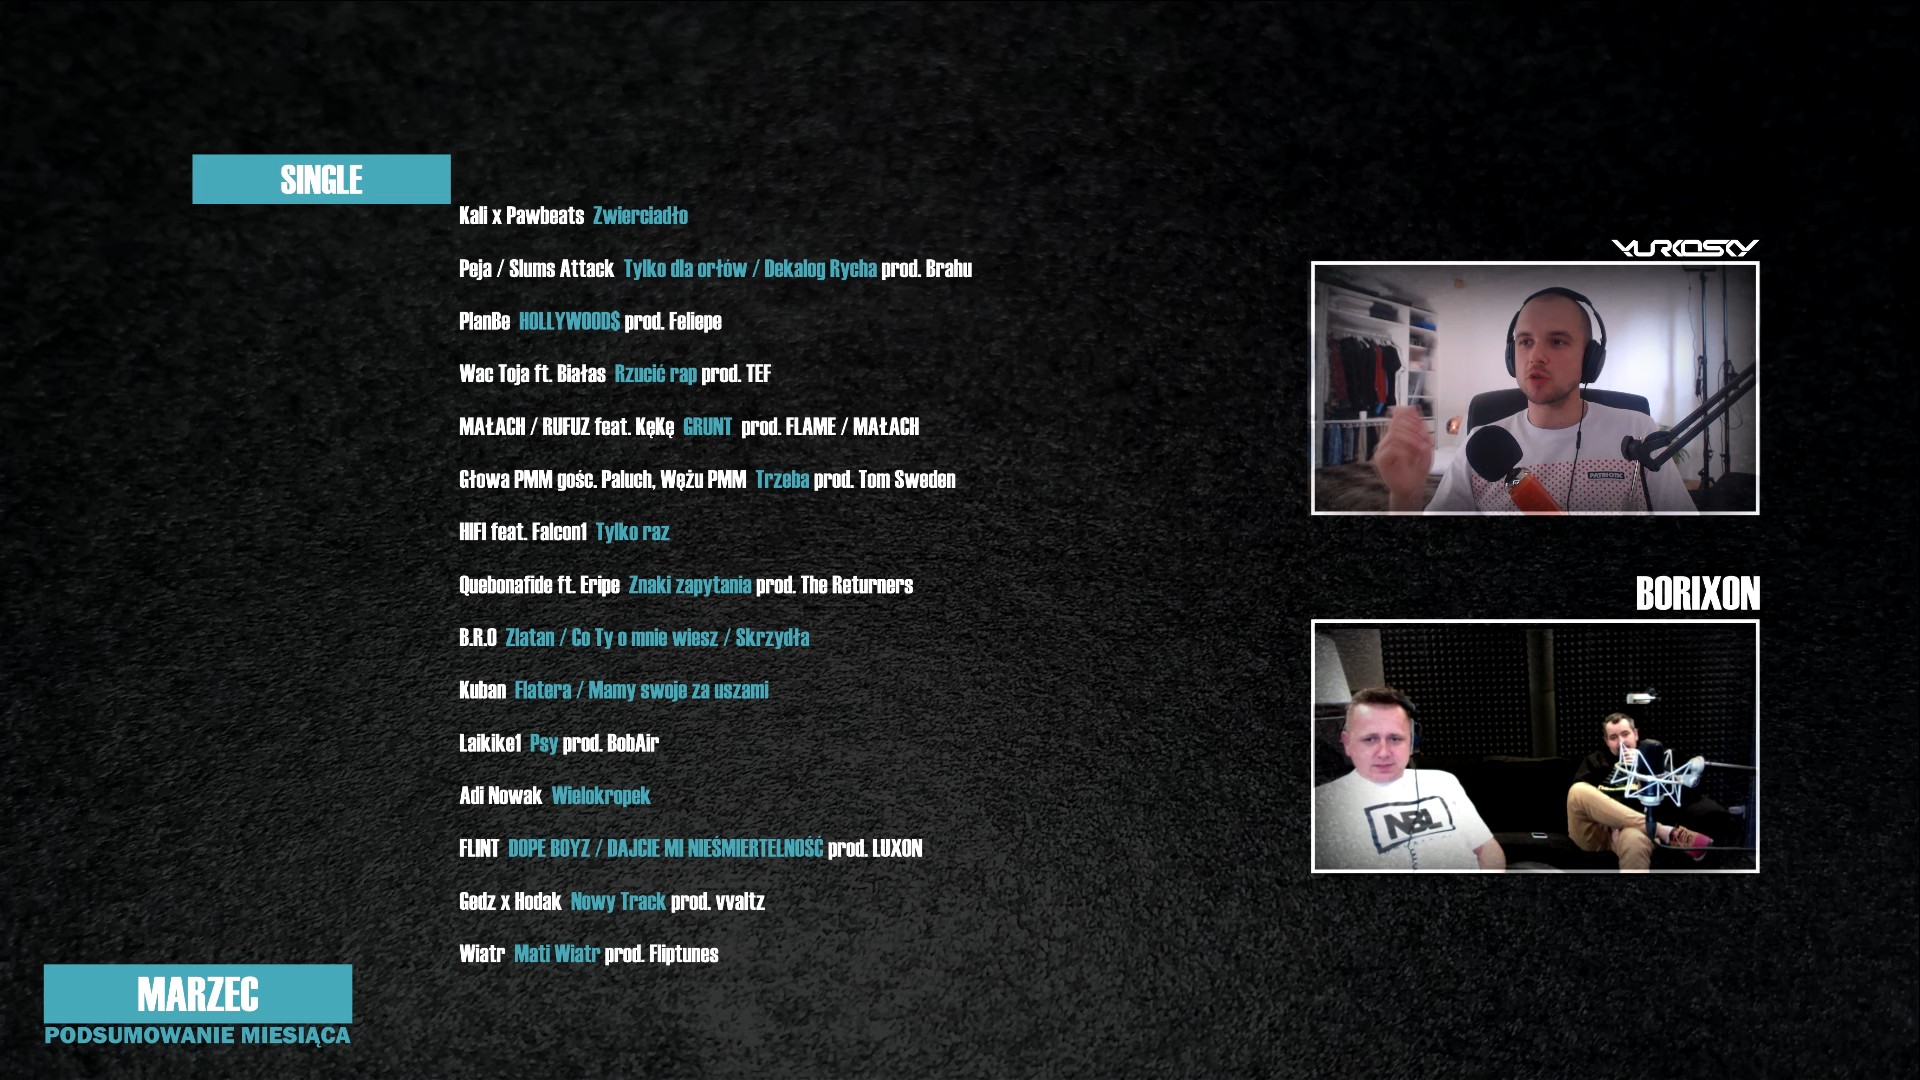 SINGLE
Kali x Pawbeats Zwierciadło
Peja / Slums Attack Tylko dla orłów / Dekalog Rycha prod. Brahu
PlanBe HOLLYWOOD$ prod. Feliepe
Wac Toja ft. Białas Rzucić rap prod. TEF
MAŁACH / RUFUZ feat. KęKę GRUNT prod. FLAME / MAŁACH
Głowa PMM gośc. Paluch, Wężu PMM Trzeba prod. Tom Sweden
HIFI feat. Falcon1 Tylko raz
Quebonafide ft. Eripe Znaki zapytania prod. The Returners
B.R.O Zlatan / Co Ty o mnie wiesz / Skrzydła
Kuban Flatera / Mamy swoje za uszami
Laikike1 Psy prod. BobAir
Adi Nowak Wielokropek
FLINT DOPE BOYZ / DAJCIE MI NIEŚMIERTELNOŚĆ prod. LUXON
Gedz x Hodak Nowy Track prod. vvaltz
Wiatr Mati Wiatr prod. Fliptunes
MARZEC
PODSUMOWANIE MIESIĄCA
YURKOSKY
PATRIOTIC
BORIXON
NBL